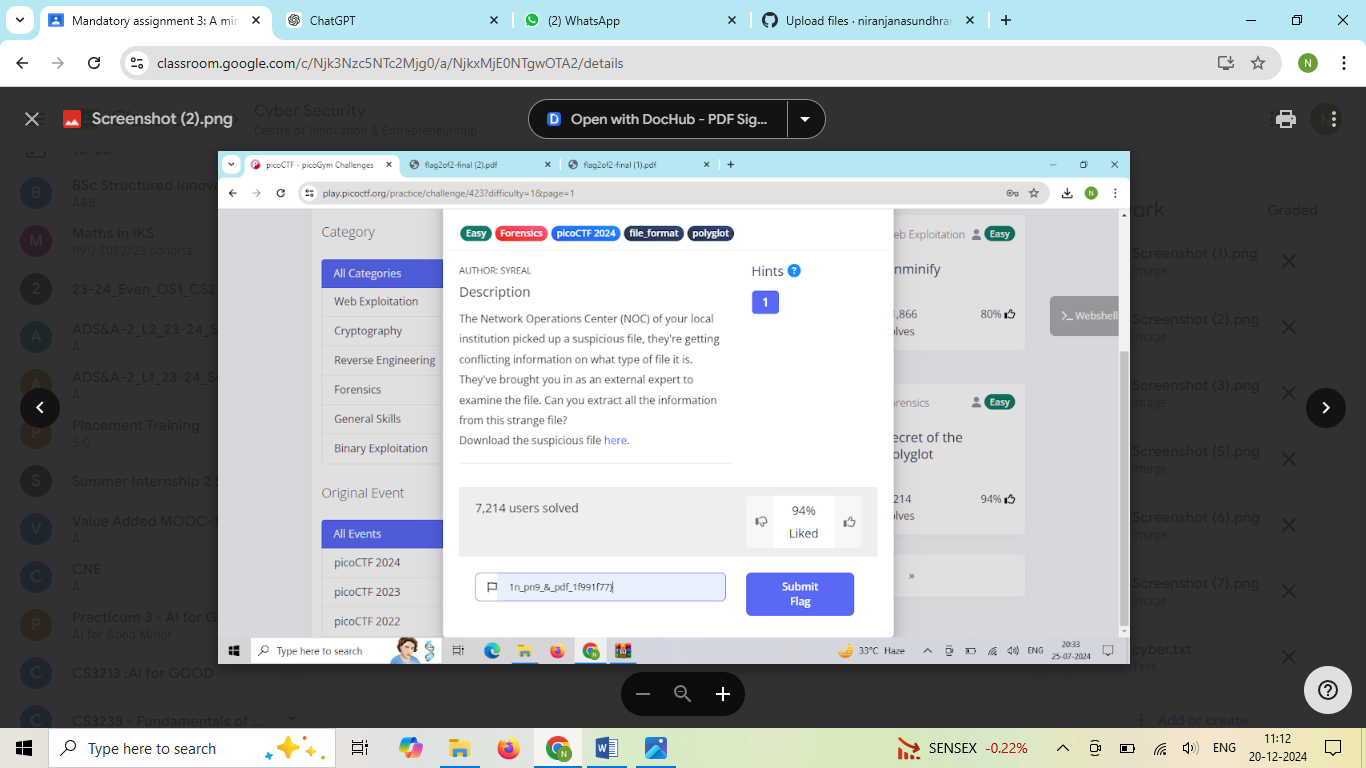 Mandatory assignment 3: A mir
ChatGPT
(2) WhatsApp
Upload files · niranjanasundhrar
classroom.google.com/c/Njk3Nzc5NTc2Mjg0/a/NjkxMjE0NTgwOTA2/details
N
Screenshot (2).png
Cyber Security
Centre of Innovation & Entrepreneurship
Open with DocHub - PDF Sig...
BSc Structured Innova
A&B
Maths in IKS
RVU 2022/23 cohorts
23-24_Even_OS1_CS2
ADS&A-2_L2_23-24_S
A
ADS&A-2_L1_23-24_S
A
Placement Training
S C
Summer Internship 2
Value Added MOOC-1
CNE
A
Practicum 3 - AI for G
AI for Good Minor
CS3213 :AI for GOOD
CS3238 - Fundamentals of ...
picoCTF - picoGym Challenges
flag2of2-final (2).pdf
flag2of2-final (1).pdf
play.picoctf.org/practice/challenge/423?difficulty=1&page=1
N
Category
All Categories
Web Exploitation
Cryptography
Reverse Engineering
Forensics
General Skills
Binary Exploitation
Original Event
All Events
picoCTF 2024
picoCTF 2023
picoCTF 2022
Easy Forensics picoCTF 2024 file_format polyglot
AUTHOR: SYREAL
Description
The Network Operations Center (NOC) of your local
institution picked up a suspicious file, they're getting
conflicting information on what type of file it is.
They've brought you in as an external expert to
examine the file. Can you extract all the information
from this strange file?
Download the suspicious file here.
Hints ?
1
7,214 users solved
94%
Liked
1n_pn9_&_pdf_1f991f77}
Submit
Flag
eb Exploitation Easy
nminify
,866 80%
lves
>_ Webshell
rensics Easy
ecret of the
olyglot
214 94%
lves
»
Type here to search
33°C Haze
ENG
20:33
25-07-2024
ork
Graded
Screenshot (1).png
Image
Screenshot (2).png
Image
Screenshot (3).png
Image
Screenshot (5).png
Image
Screenshot (6).png
Image
Screenshot (7).png
Image
cyber.txt
Text
+ Add or create
Type here to search
SENSEX -0.22%
ENG
11:12
20-12-2024